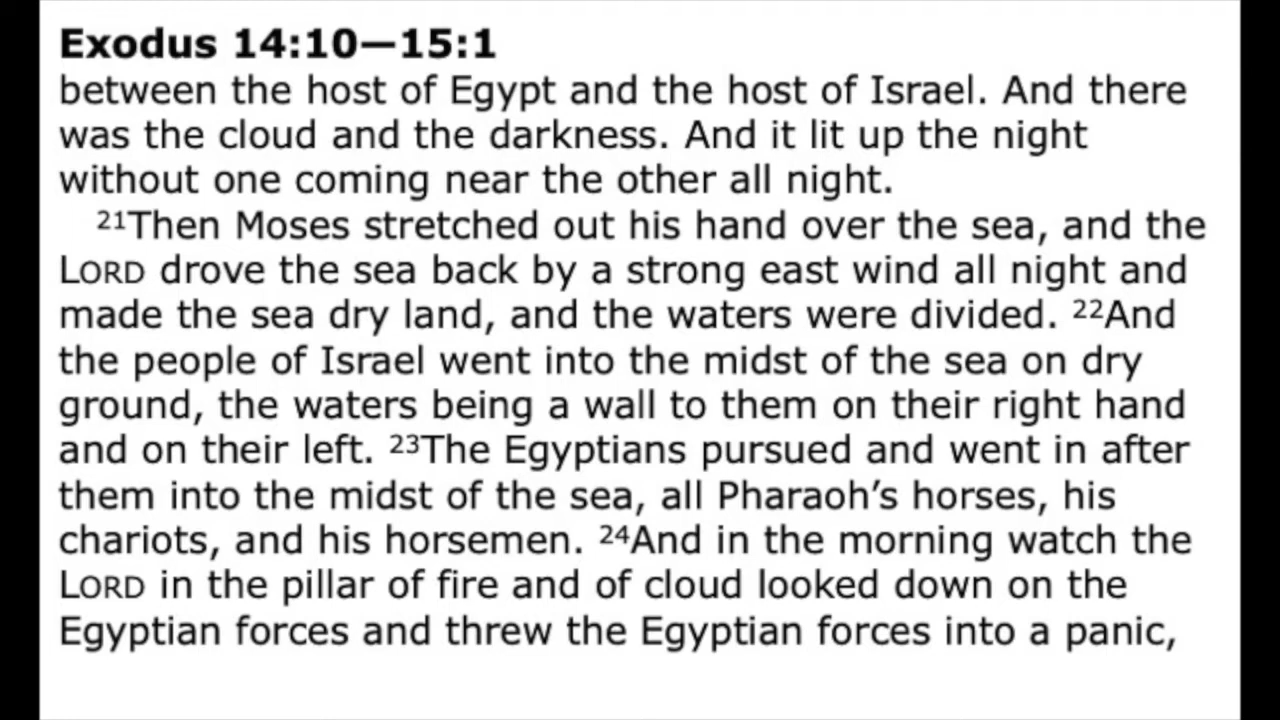 Exodus 14:10—15:1
between the host of Egypt and the host of Israel. And there
was the cloud and the darkness. And it lit up the night
without one coming near the other all night.
²¹Then Moses stretched out his hand over the sea, and the
LORD drove the sea back by a strong east wind all night and
made the sea dry land, and the waters were divided. ²²And
the people of Israel went into the midst of the sea on dry
ground, the waters being a wall to them on their right hand
and on their left. ²³The Egyptians pursued and went in after
them into the midst of the sea, all Pharaoh’s horses, his
chariots, and his horsemen. ²⁴And in the morning watch the
LORD in the pillar of fire and of cloud looked down on the
Egyptian forces and threw the Egyptian forces into a panic,